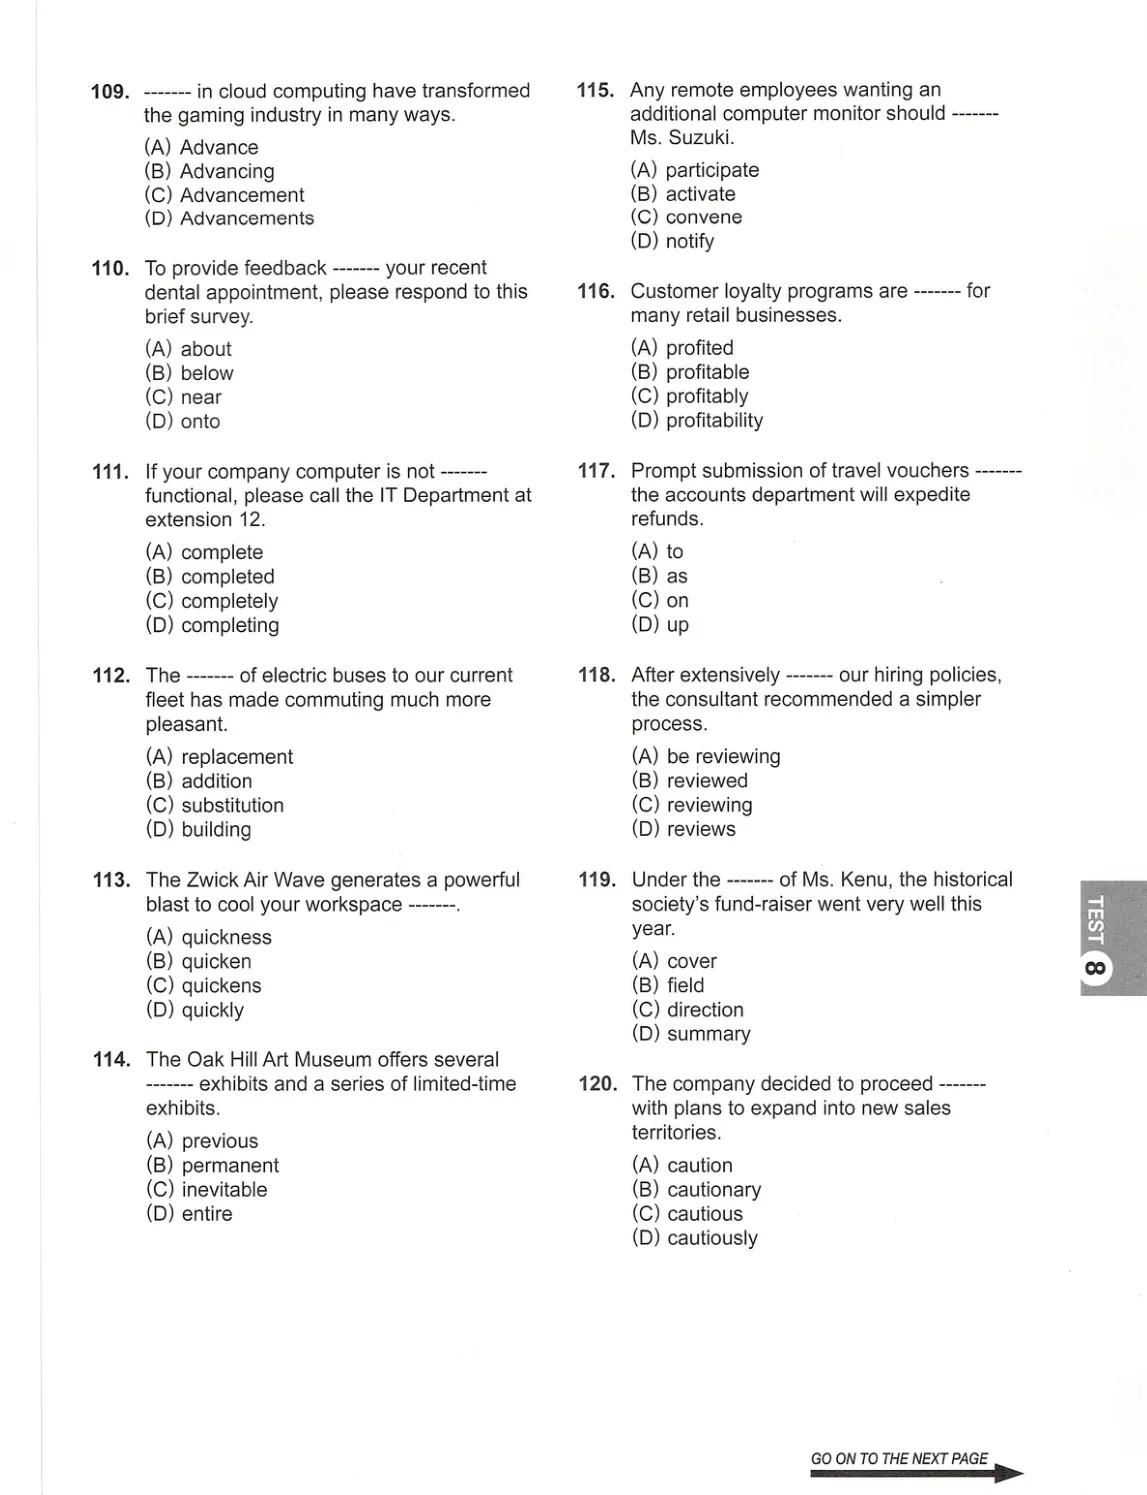 109. ------- in cloud computing have transformed
the gaming industry in many ways.
(A) Advance
(B) Advancing
(C) Advancement
(D) Advancements
110. To provide feedback ------- your recent
dental appointment, please respond to this
brief survey.
(A) about
(B) below
(C) near
(D) onto
111. If your company computer is not -------
functional, please call the IT Department at
extension 12.
(A) complete
(B) completed
(C) completely
(D) completing
112. The ------- of electric buses to our current
fleet has made commuting much more
pleasant.
(A) replacement
(B) addition
(C) substitution
(D) building
113. The Zwick Air Wave generates a powerful
blast to cool your workspace -------.
(A) quickness
(B) quicken
(C) quickens
(D) quickly
114. The Oak Hill Art Museum offers several
------- exhibits and a series of limited-time
exhibits.
(A) previous
(B) permanent
(C) inevitable
(D) entire
115. Any remote employees wanting an
additional computer monitor should -------
Ms. Suzuki.
(A) participate
(B) activate
(C) convene
(D) notify
116. Customer loyalty programs are ------- for
many retail businesses.
(A) profited
(B) profitable
(C) profitably
(D) profitability
117. Prompt submission of travel vouchers -------
the accounts department will expedite
refunds.
(A) to
(B) as
(C) on
(D) up
118. After extensively ------- our hiring policies,
the consultant recommended a simpler
process.
(A) be reviewing
(B) reviewed
(C) reviewing
(D) reviews
119. Under the ------- of Ms. Kenu, the historical
society's fund-raiser went very well this
year.
(A) cover
(B) field
(C) direction
(D) summary
120. The company decided to proceed -------
with plans to expand into new sales
territories.
(A) caution
(B) cautionary
(C) cautious
(D) cautiously
TEST 8
GO ON TO THE NEXT PAGE